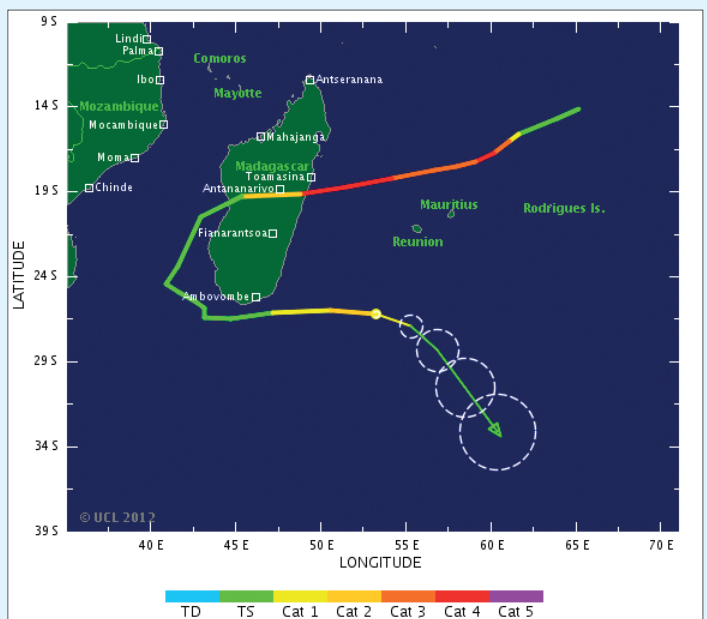 9 S
Lindi
Palma
Comoros
Ibo
Antseranana
Mayotte
14 S
Mozambique
Mocambique
Mahajanga
Moma
Madagascar
Toamasina
19 S
Chinde
Antananarivo
Mauritius
Rodrigues Is.
Fianarantsoa
Reunion
LATITUDE
24 S
Ambovombe
29 S
34 S
© UCL 2012
39 S
40 E 45 E 50 E 55 E 60 E 65 E 70 E
LONGITUDE
TD TS Cat 1 Cat 2 Cat 3 Cat 4 Cat 5